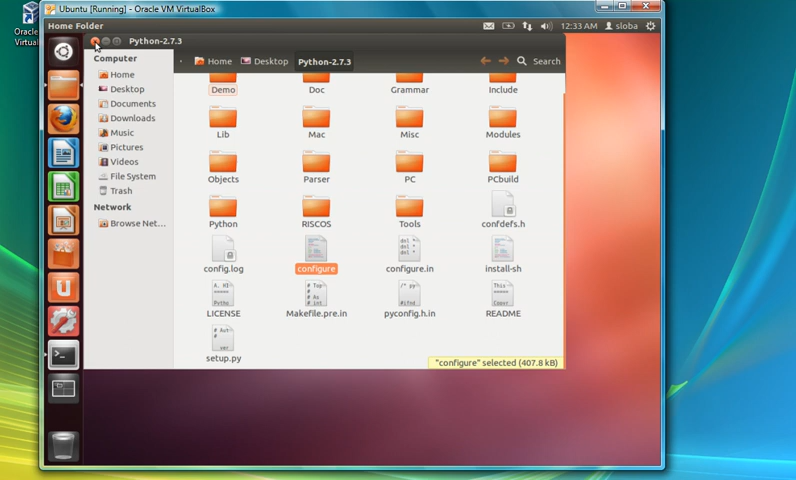 Ubuntu [Running] - Oracle VM VirtualBox
Oracle
Virtual
Home Folder
12:33 AM
sloba
Python-2.7.3
Computer
Home
Desktop
Documents
Downloads
Music
Pictures
Videos
File System
Trash
Network
Browse Net...
Home
Desktop
Python-2.7.3
Search
Demo
Doc
Grammar
Include
Lib
Mac
Misc
Modules
Objects
Parser
PC
PCbuild
Python
RISCOS
Tools
confdefs.h
config.log
configure
configure.in
install-sh
LICENSE
Makefile.pre.in
pyconfig.h.in
README
setup.py
"configure" selected (407.8 kB)